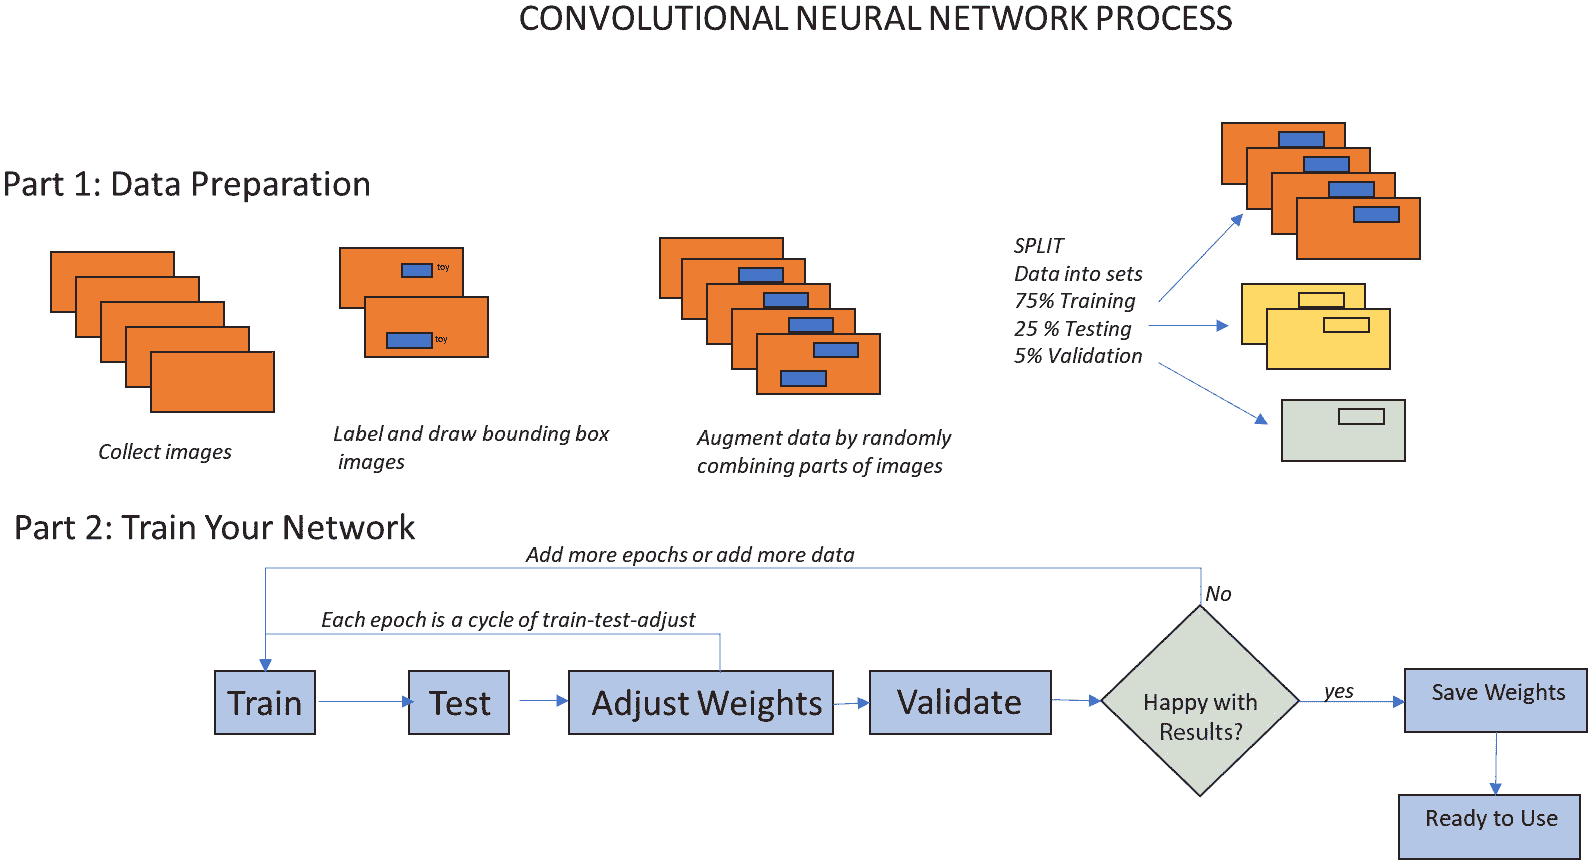 CONVOLUTIONAL NEURAL NETWORK PROCESS
Part 1: Data Preparation
Collect images
toy
toy
Label and draw bounding box
images
Augment data by randomly
combining parts of images
SPLIT
Data into sets
75% Training
25 % Testing
5% Validation
Part 2: Train Your Network
Add more epochs or add more data
No
Each epoch is a cycle of train-test-adjust
Train
Test
Adjust Weights
Validate
Happy with
Results?
yes
Save Weights
Ready to Use